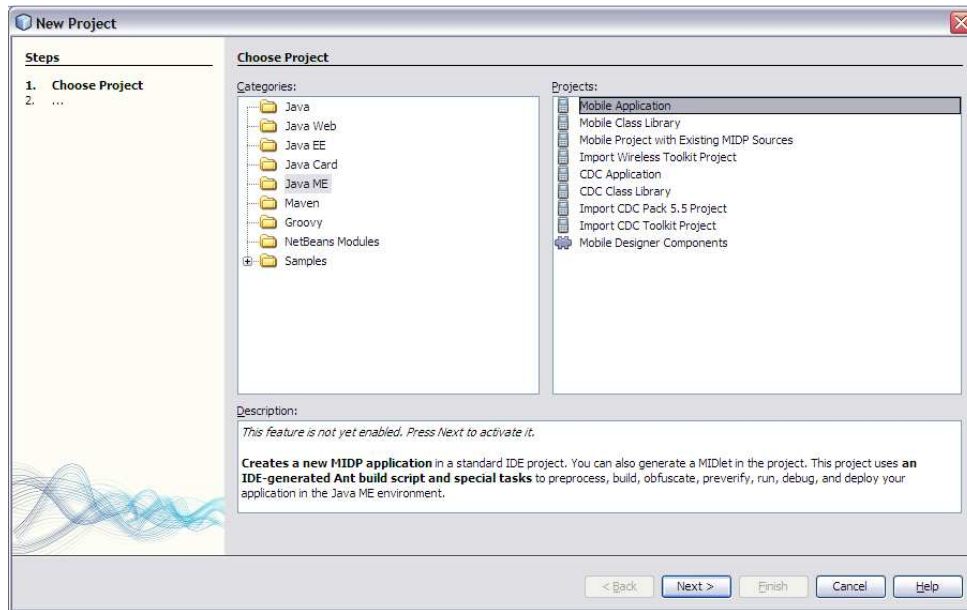 New Project
Steps
1. Choose Project
2. ...
Choose Project
Categories:
Java
Java Web
Java EE
Java Card
Java ME
Maven
Groovy
NetBeans Modules
Samples
Projects:
Mobile Application
Mobile Class Library
Mobile Project with Existing MIDP Sources
Import Wireless Toolkit Project
CDC Application
CDC Class Library
Import CDC Pack 5.5 Project
Import CDC Toolkit Project
Mobile Designer Components
Description:
This feature is not yet enabled. Press Next to activate it.
Creates a new MIDP application in a standard IDE project. You can also generate a MIDlet in the project. This project uses an
IDE-generated Ant build script and special tasks to preprocess, build, obfuscate, preverify, run, debug, and deploy your
application in the Java ME environment.
< Back
Next >
Finish
Cancel
Help